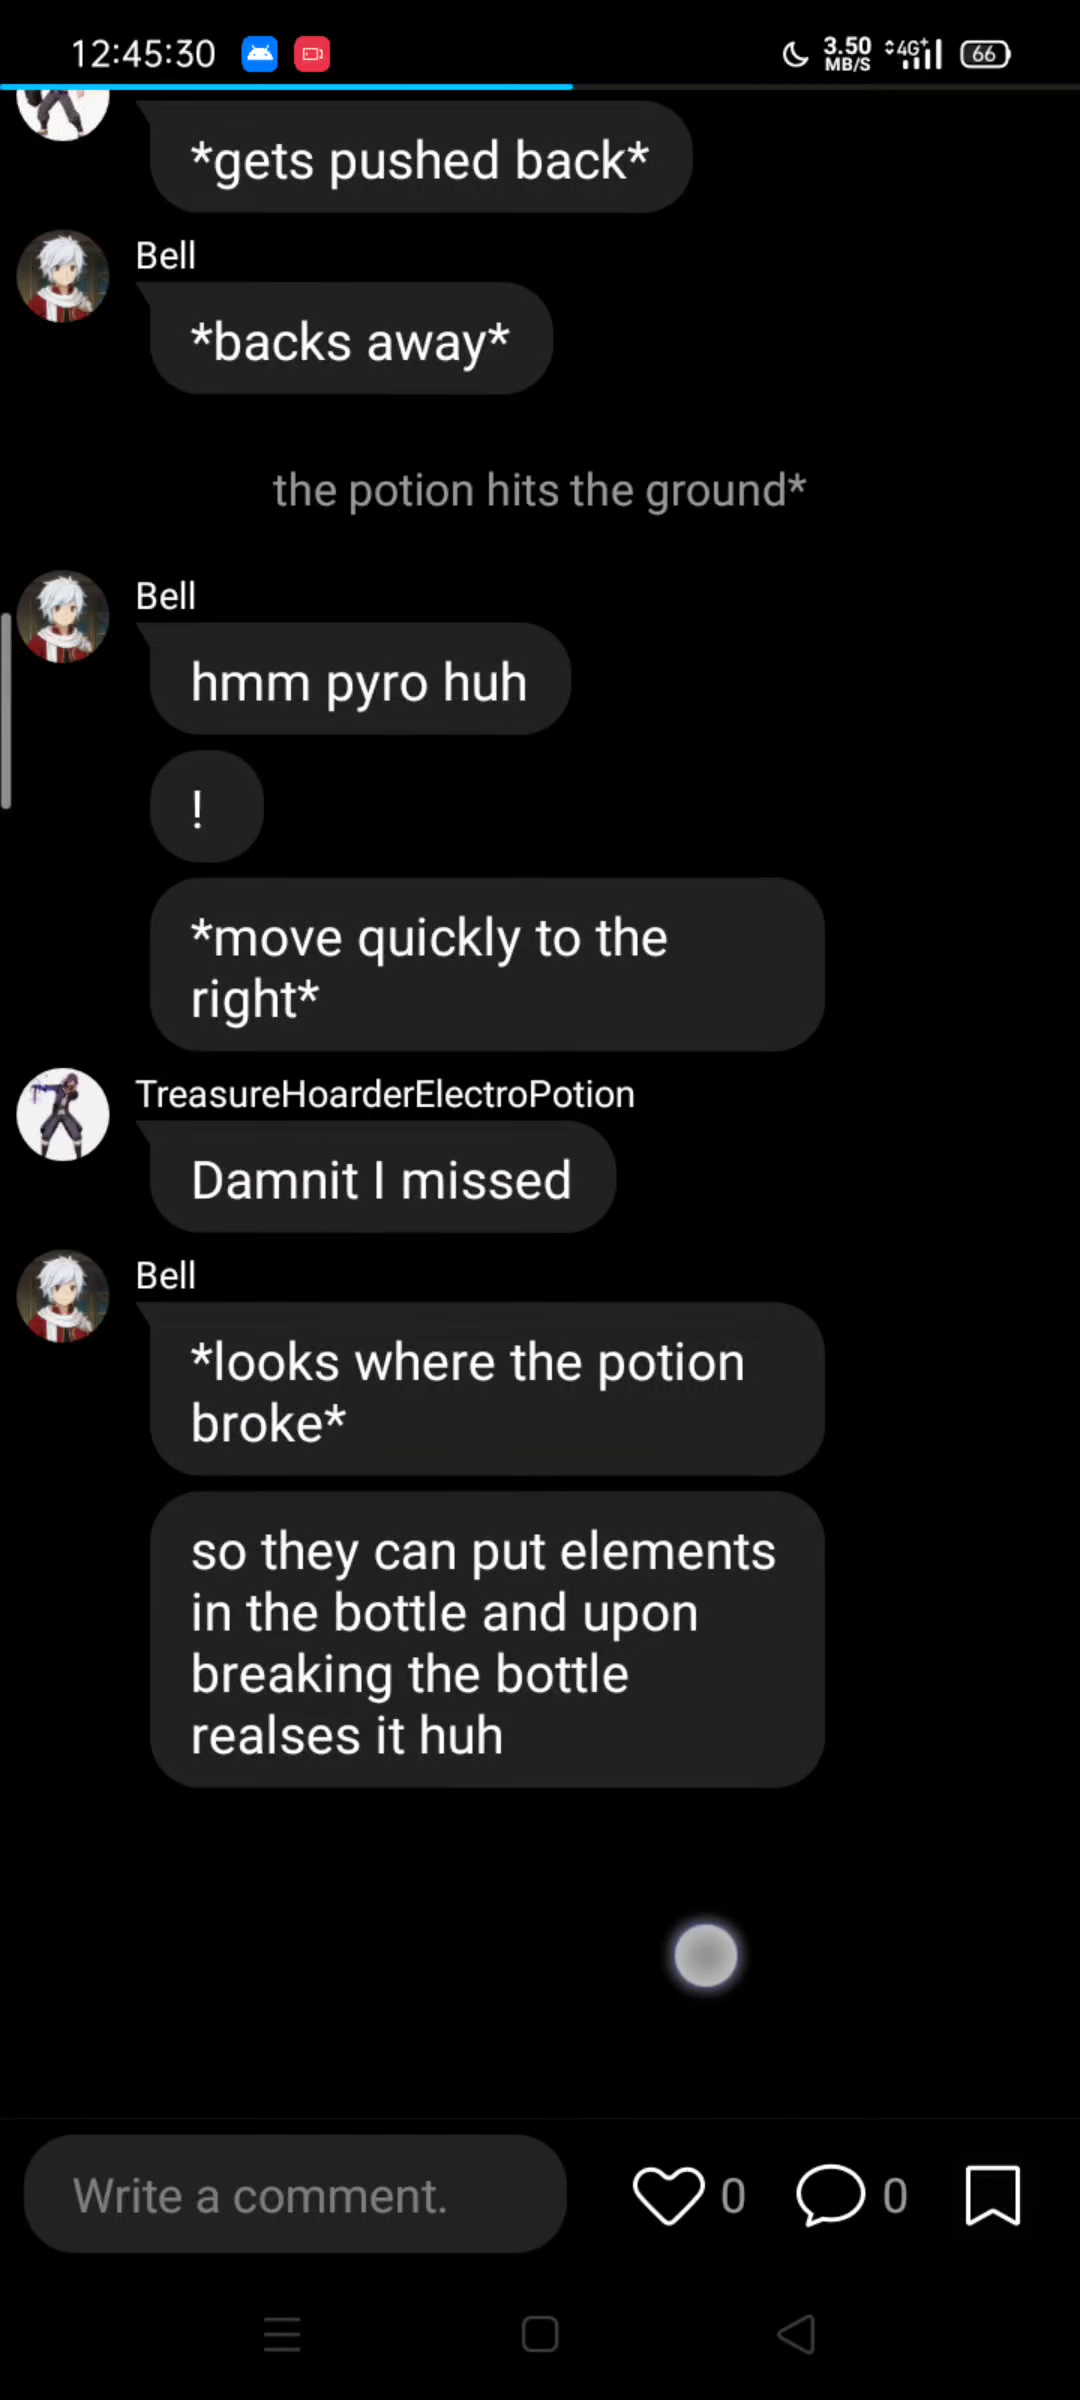 12:45:30
3.50
MB/S
4G+
66
*gets pushed back*
Bell
*backs away*
the potion hits the ground*
Bell
hmm pyro huh
!
*move quickly to the
right*
TreasureHoarderElectroPotion
Damnit I missed
Bell
*looks where the potion
broke*
so they can put elements
in the bottle and upon
breaking the bottle
realses it huh
Write a comment.
0
0